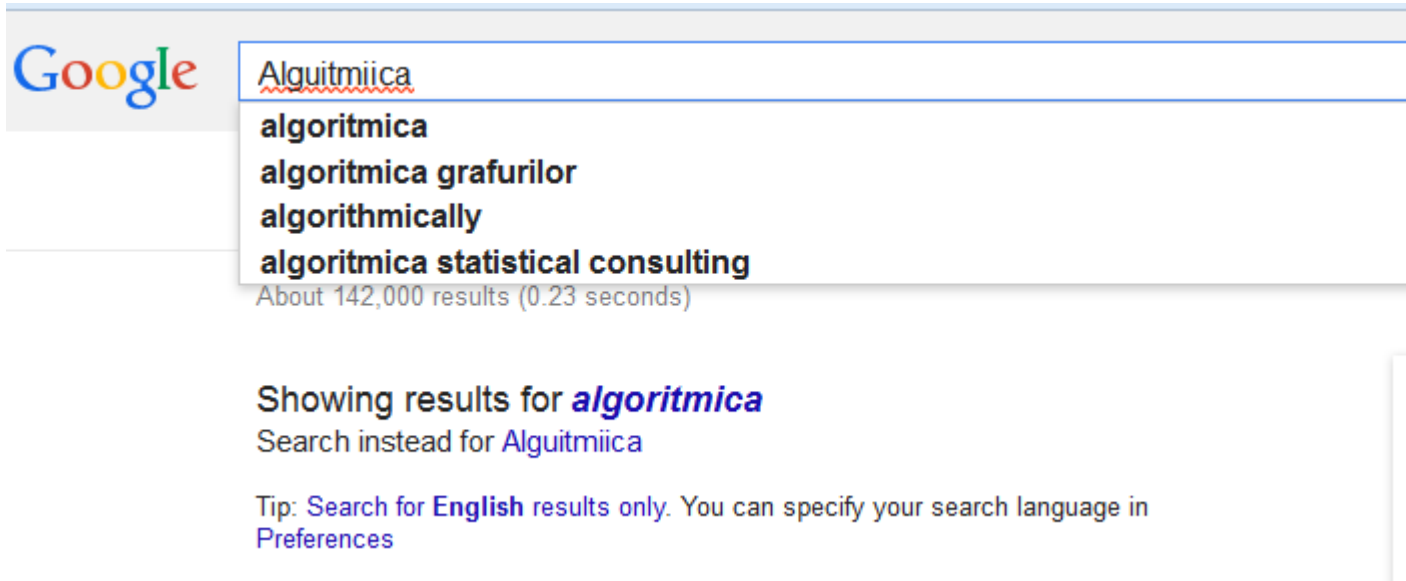 Google
Alguitmiica
algoritmica
algoritmica grafurilor
algorithmically
algoritmica statistical consulting
About 142,000 results (0.23 seconds)
Showing results for algoritmica
Search instead for Alguitmiica
Tip: Search for English results only. You can specify your search language in
Preferences